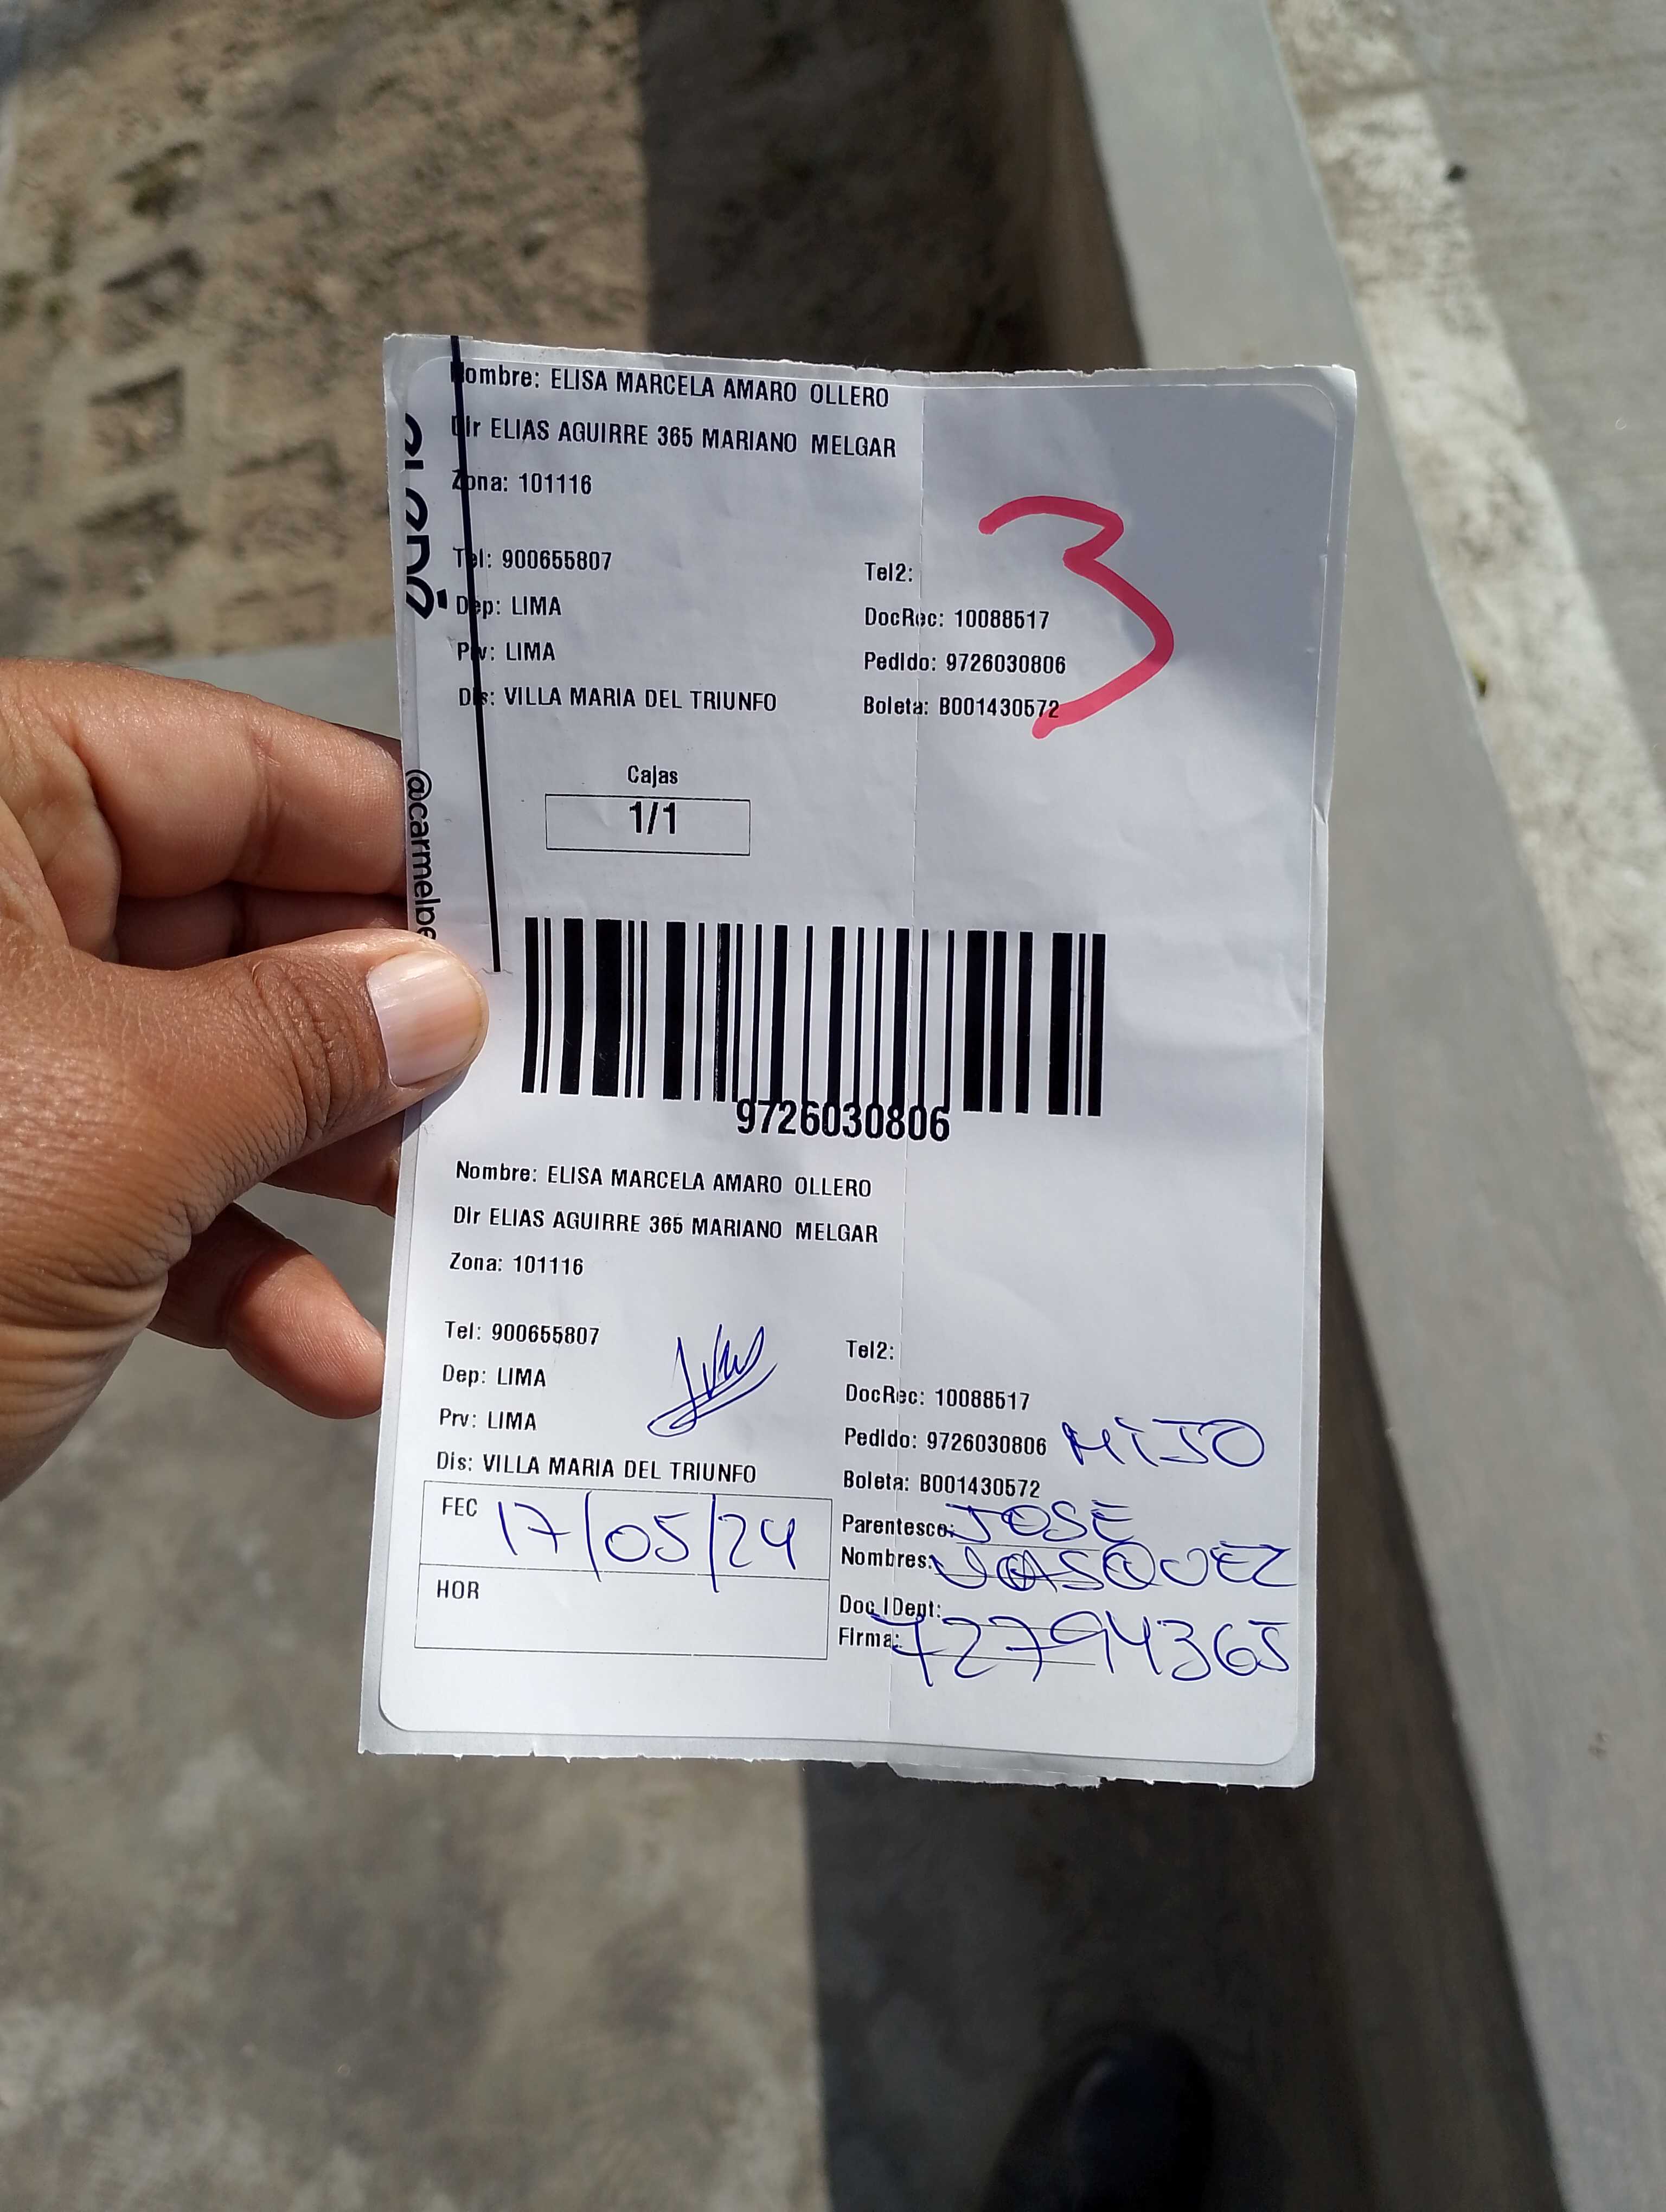 Nombre: ELISA MARCELA AMARO OLLERO
Dir ELIAS AGUIRRE 365 MARIANO MELGAR
Zona: 101116
Tel: 900655807
Tel2:
Dep: LIMA
DocRec: 10088517
Prv: LIMA
Pedido: 9726030806
Dis: VILLA MARIA DEL TRIUNFO
Boleta: B001430572
3
Cajas
1/1
@carmelpe
9726030806
Nombre: ELISA MARCELA AMARO OLLERO
Dir ELIAS AGUIRRE 365 MARIANO MELGAR
Zona: 101116
Tel: 900655807
Tel2:
Dep: LIMA
DocRec: 10088517
Prv: LIMA
Pedido: 9726030806 HIJO
Dis: VILLA MARIA DEL TRIUNFO
Boleta: B001430572
FEC 17/05/24
Parentesco: JOSE
Nombres: VASQUEZ
HOR
Doc IDent:
Firma: 72794365